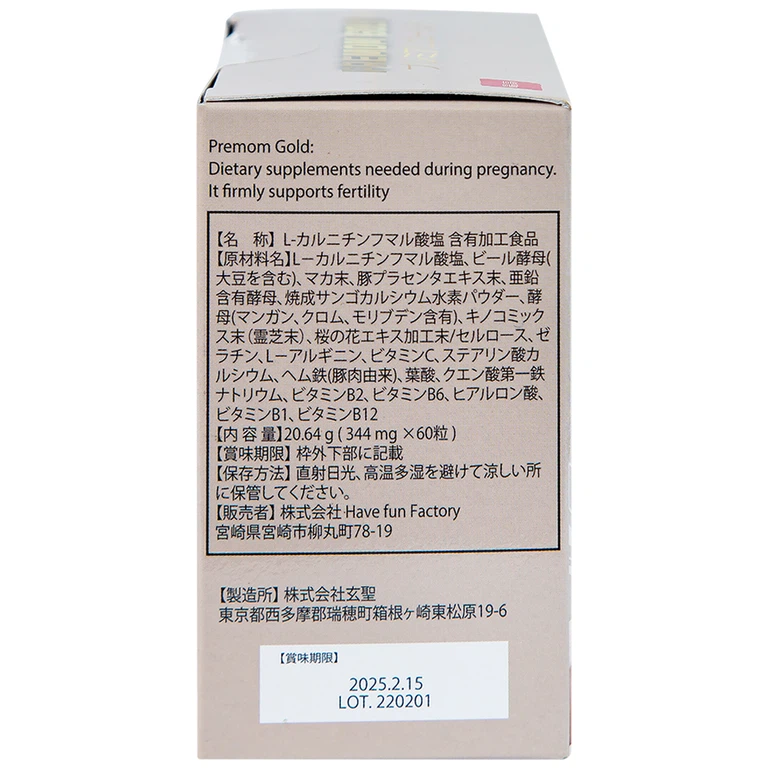 Premom Gold:
Dietary supplements needed during pregnancy.
It firmly supports fertility
【名　称】 L-カルニチンフマル酸塩 含有加工食品
【原材料名】L－カルニチンフマル酸塩、ビール酵母(
大豆を含む)、マカ末、豚プラセンタエキス末、亜鉛
含有酵母、焼成サンゴカルシウム水素パウダー、酵
母(マンガン、クロム、モリブデン含有)、キノコミック
ス末（霊芝末）、桜の花エキス加工末/セルロース、ゼ
ラチン、L－アルギニン、ビタミンC、ステアリン酸カ
ルシウム、ヘム鉄(豚肉由来)、葉酸、クエン酸第一鉄
ナトリウム、ビタミンB2、ビタミンB6、ヒアルロン酸、
ビタミンB1、ビタミンB12
【内 容 量】20.64 g ( 344 mg ×60粒 )
【賞味期限】 枠外下部に記載
【保存方法】 直射日光、高温多湿を避けて涼しい所
に保管してください。
【販売者】 株式会社 Have fun Factory
宮崎県宮崎市柳丸町78-19
【製造所】 株式会社玄聖
東京都西多摩郡瑞穂町箱根ヶ崎東松原19-6
【賞味期限】
2025.2.15
LOT. 220201